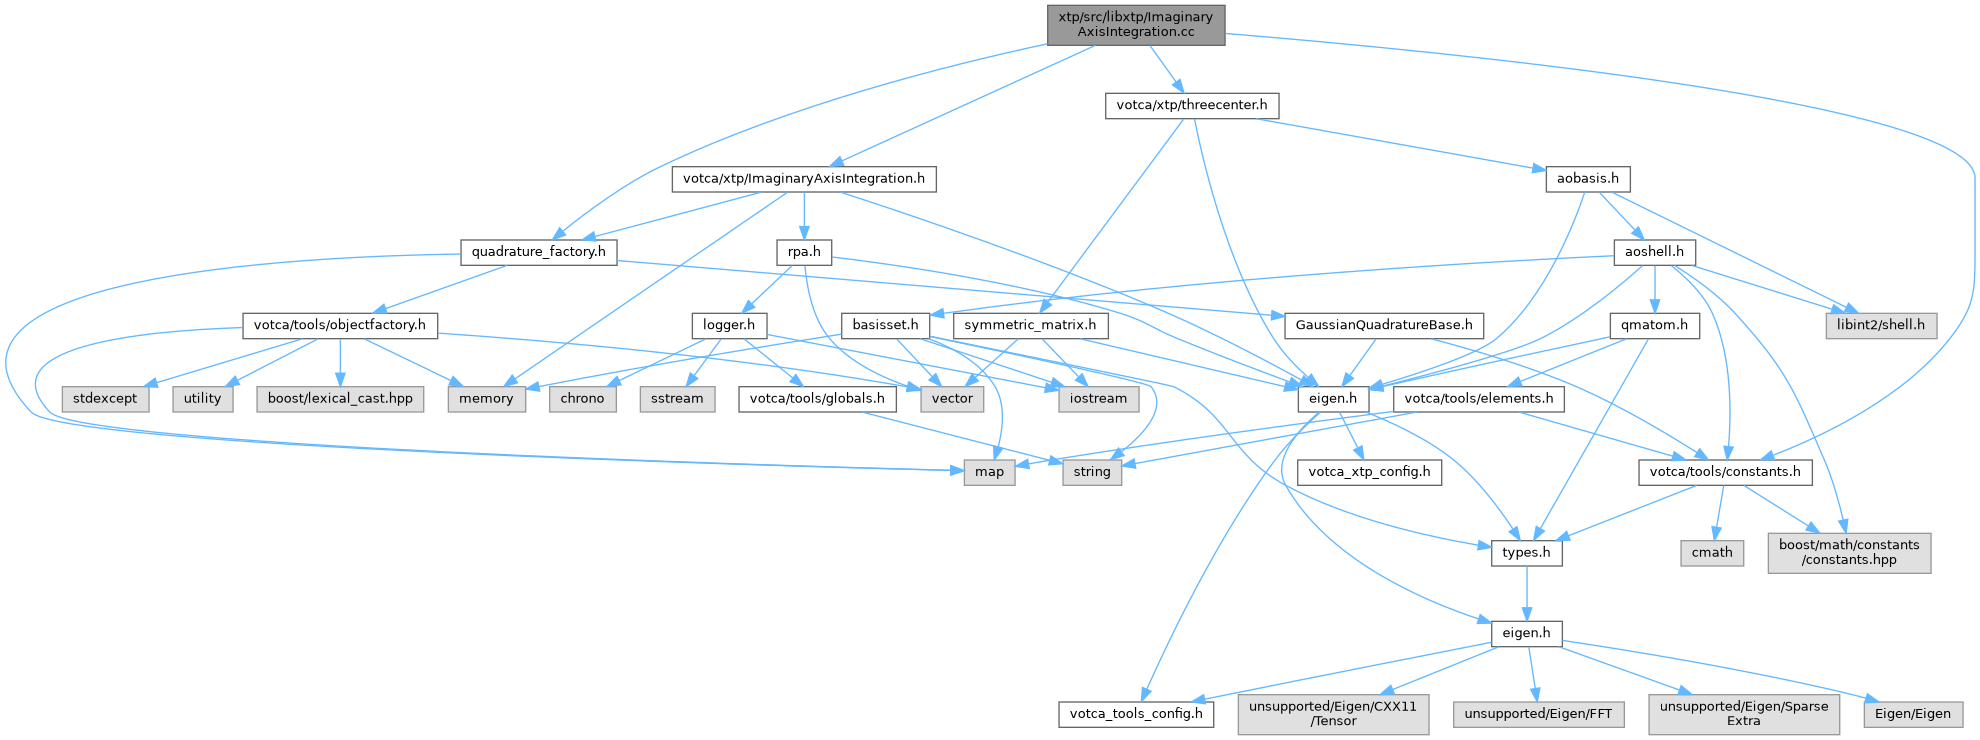 xtp/src/libxtp/Imaginary
AxisIntegration.cc
votca/xtp/threecenter.h
votca/xtp/ImaginaryAxisIntegration.h
aobasis.h
quadrature_factory.h
rpa.h
aoshell.h
votca/tools/objectfactory.h
logger.h
basisset.h
symmetric_matrix.h
GaussianQuadratureBase.h
qmatom.h
libint2/shell.h
stdexcept
utility
boost/lexical_cast.hpp
memory
chrono
sstream
votca/tools/globals.h
vector
iostream
eigen.h
votca/tools/elements.h
map
string
votca_xtp_config.h
votca/tools/constants.h
types.h
cmath
boost/math/constants
/constants.hpp
eigen.h
votca_tools_config.h
unsupported/Eigen/CXX11
/Tensor
unsupported/Eigen/FFT
unsupported/Eigen/Sparse
Extra
Eigen/Eigen